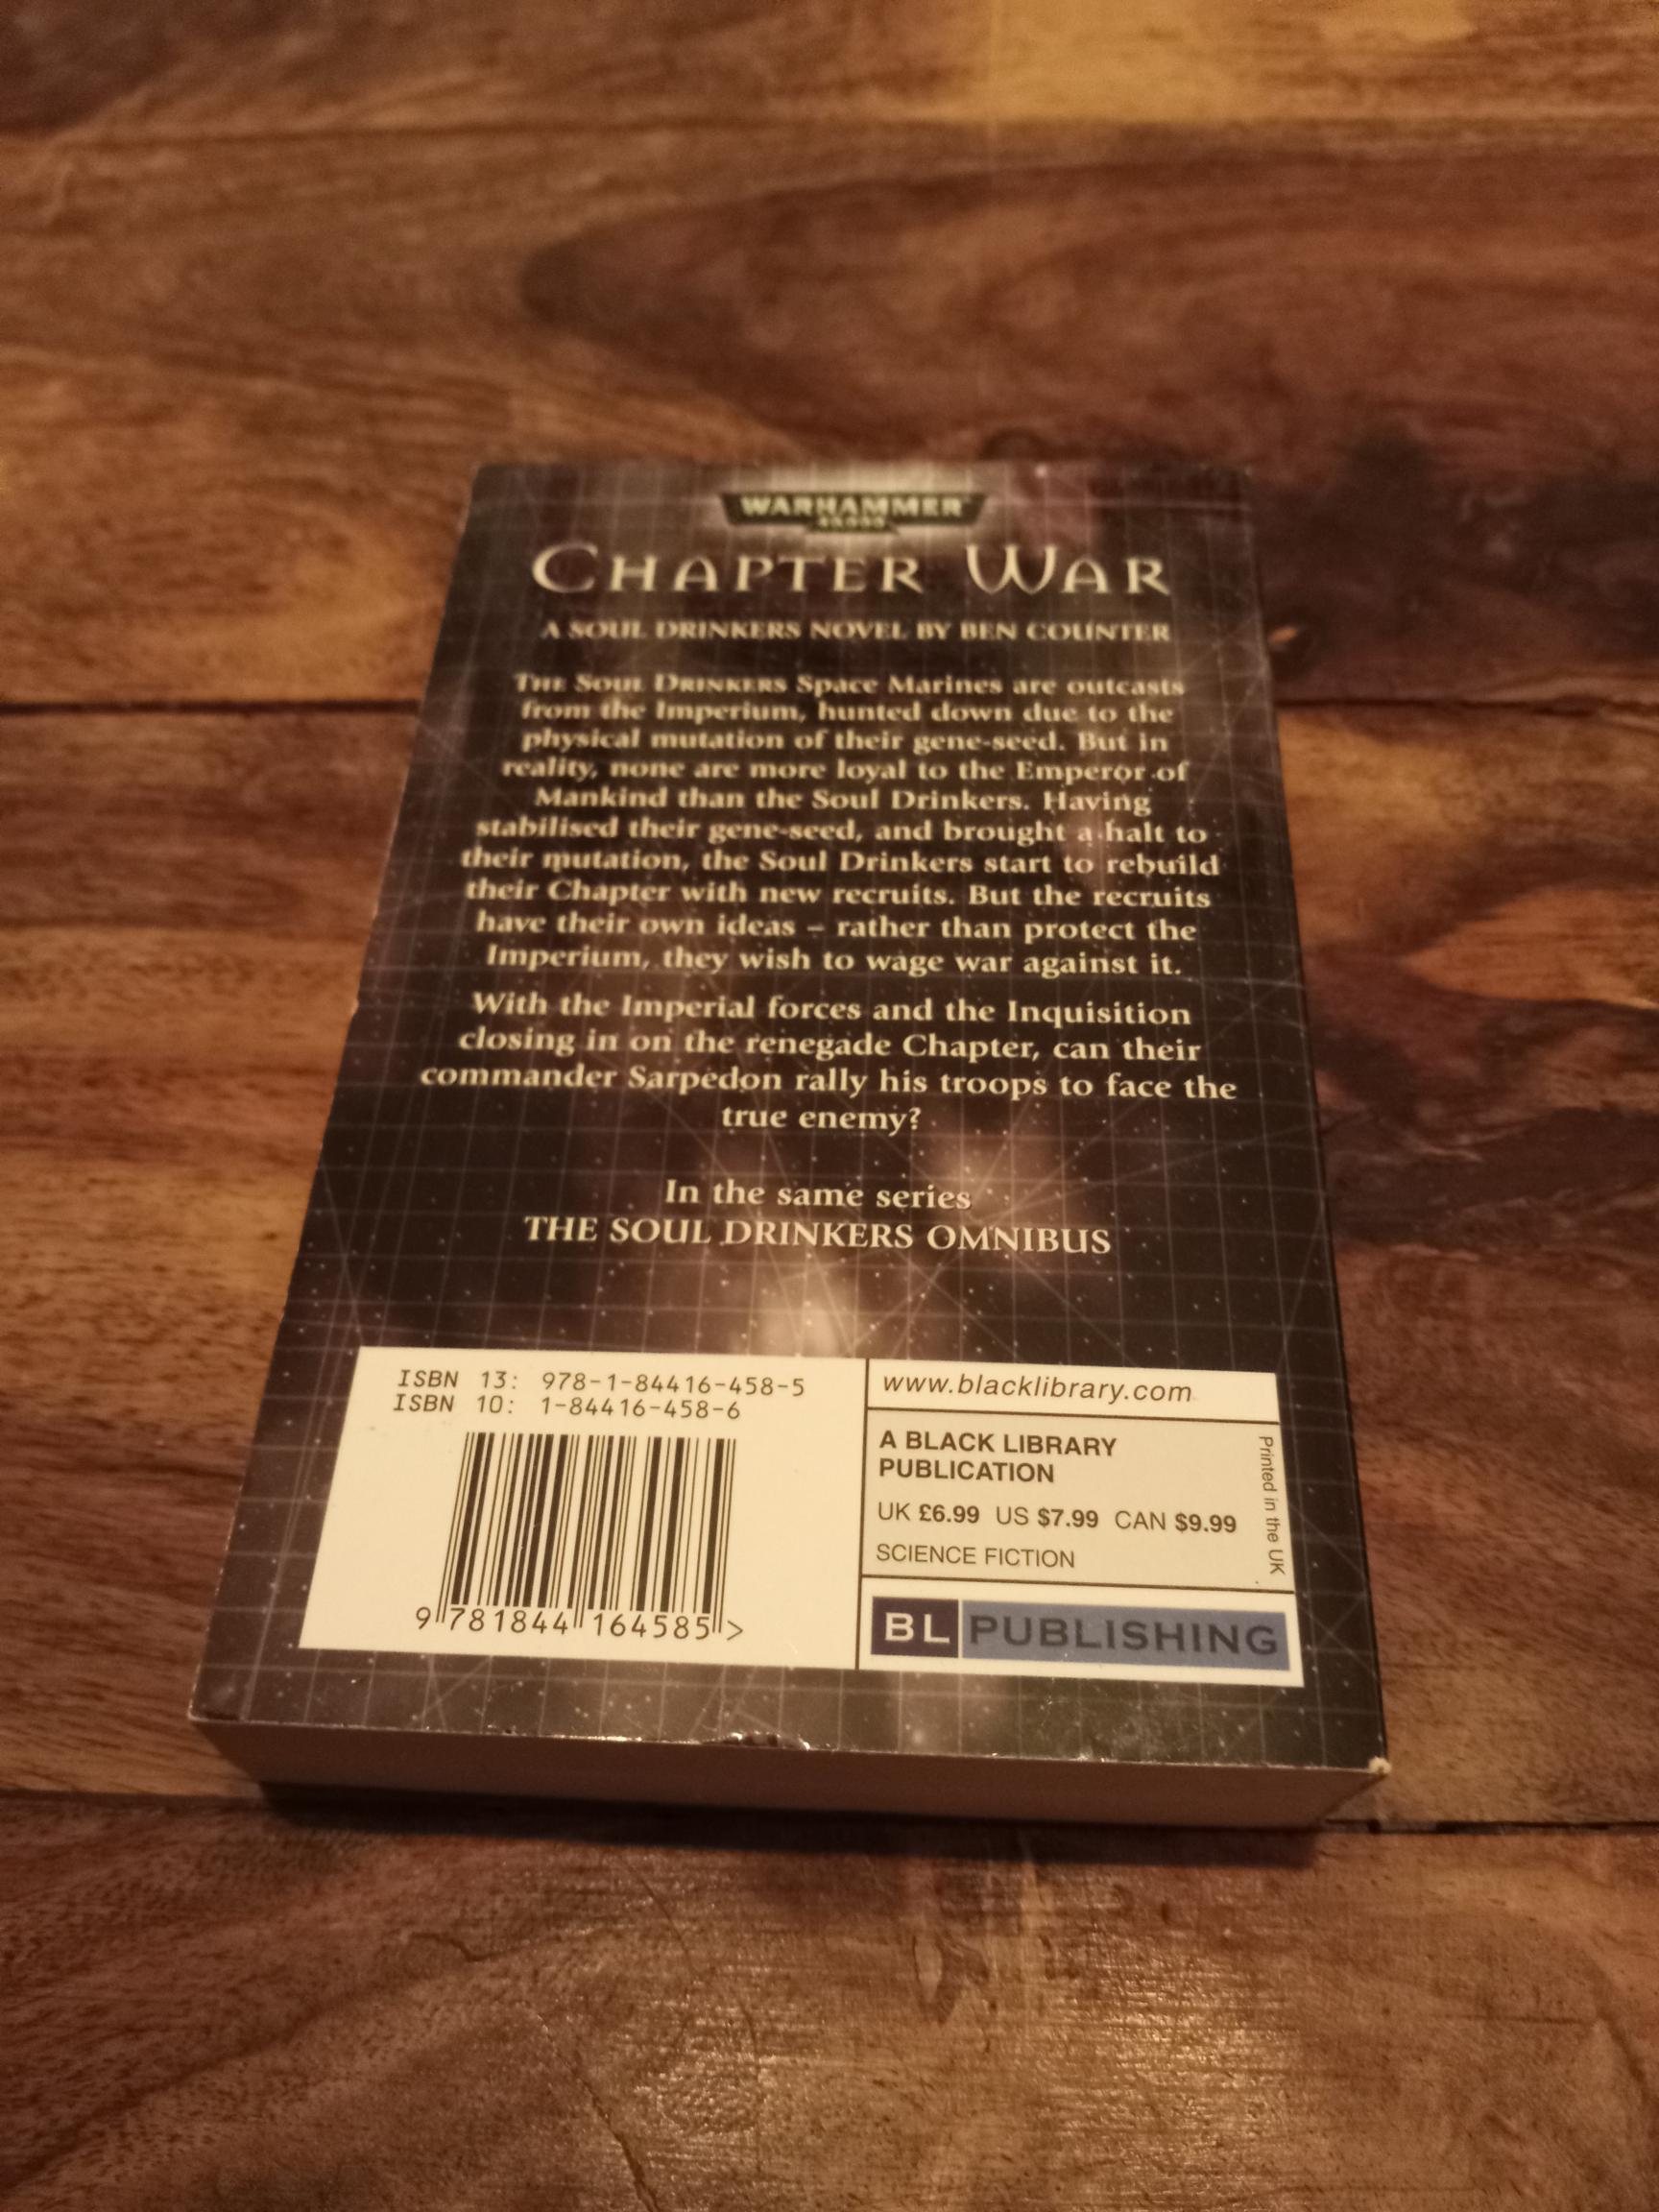 WARHAMMER
40,000
CHAPTER WAR
A SOUL DRINKERS NOVEL BY BEN COUNTER
THE SOUL DRINKERS Space Marines are outcasts
from the Imperium, hunted down due to the
physical mutation of their gene-seed. But in
reality, none are more loyal to the Emperor of
Mankind than the Soul Drinkers. Having
stabilised their gene-seed, and brought a halt to
their mutation, the Soul Drinkers start to rebuild
their Chapter with new recruits. But the recruits
have their own ideas – rather than protect the
Imperium, they wish to wage war against it.
With the Imperial forces and the Inquisition
closing in on the renegade Chapter, can their
commander Sarpedon rally his troops to face the
true enemy?
In the same series
THE SOUL DRINKERS OMNIBUS
ISBN 13: 978-1-84416-458-5
ISBN 10: 1-84416-458-6
9 781844 164585 >
www.blacklibrary.com
A BLACK LIBRARY
PUBLICATION
UK £6.99 US $7.99 CAN $9.99
SCIENCE FICTION
Printed in the UK
BL PUBLISHING